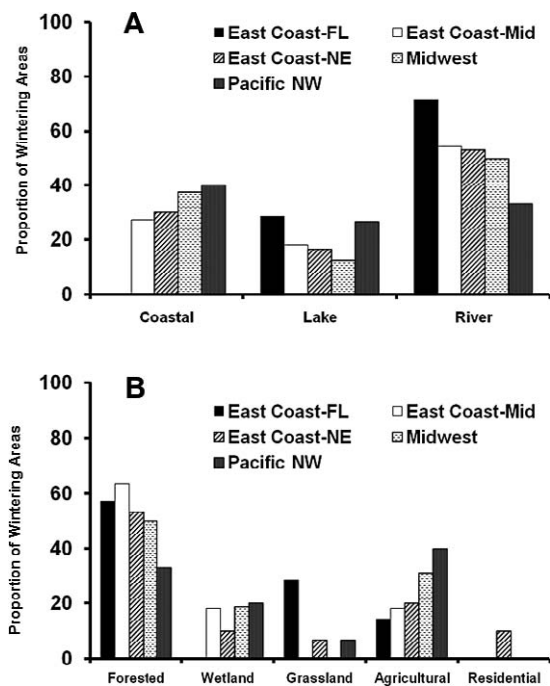 A
100
80
60
40
20
0
Proportion of Wintering Areas
East Coast-FL East Coast-Mid
East Coast-NE Midwest
Pacific NW
Coastal Lake River
B
100
80
60
40
20
0
Proportion of Wintering Areas
East Coast-FL East Coast-Mid
East Coast-NE Midwest
Pacific NW
Forested Wetland Grassland Agricultural Residential